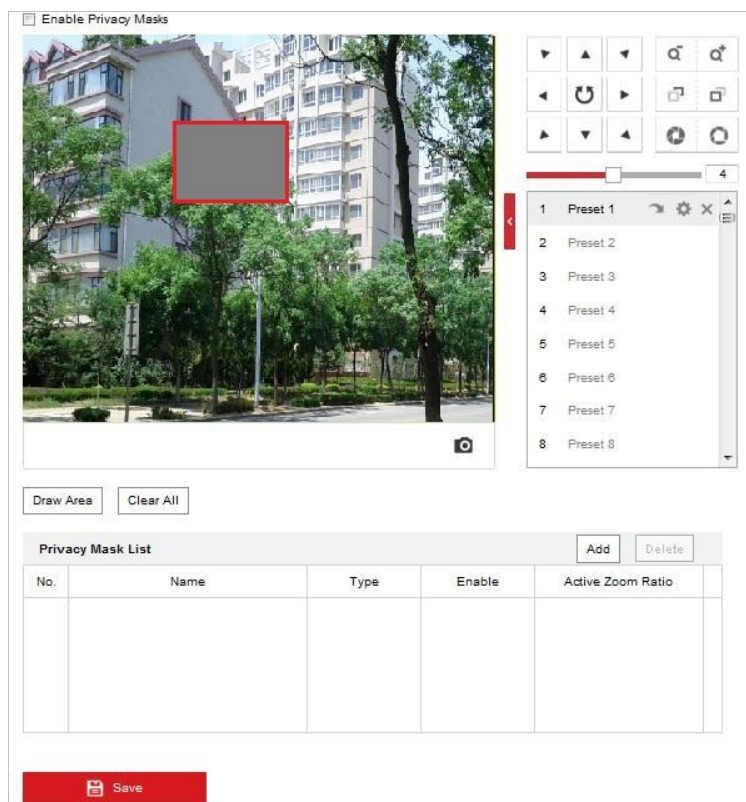 Enable Privacy Masks
4
1 Preset 1
2 Preset 2
3 Preset 3
4 Preset 4
5 Preset 5
6 Preset 6
7 Preset 7
8 Preset 8
Draw Area Clear All
Privacy Mask List Add Delete
No. Name Type Enable Active Zoom Ratio
Save